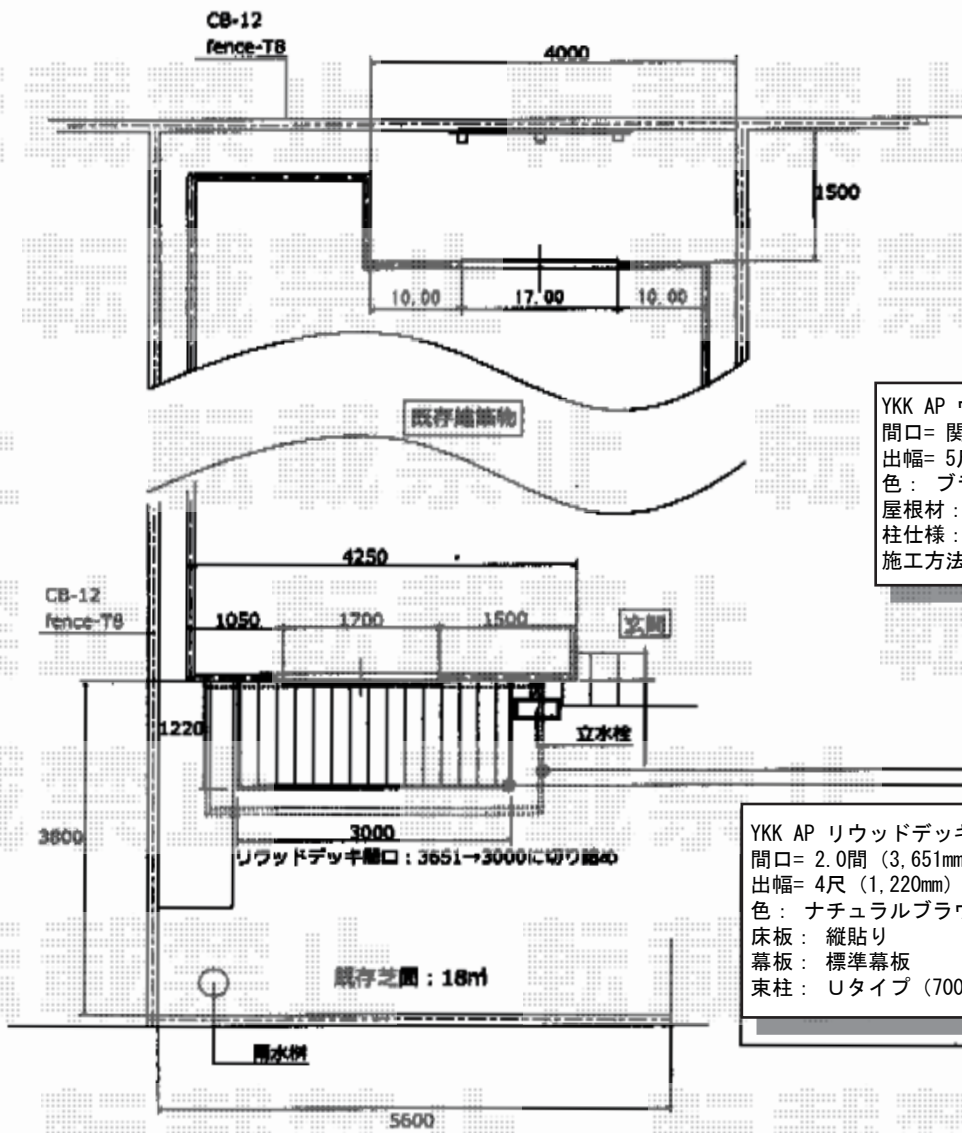 CB-12
fence-T8
4000
1500
10.00
17.00
10.00
既存建築物
YKK AP
間口=
出幅= 5
色：
屋根材：
柱仕様：
施工方法
4250
CB-12
fence-T8
1050
1700
1500
玄関
1220
立水栓
3000
リウッドデッキ間口：3651→3000に切り詰め
YKK AP リウッドデッキ
間口= 2.0間（3,651mm
出幅= 4尺（1,220mm）
色： ナチュラルブラウ
床板： 縦貼り
幕板： 標準幕板
束柱： Uタイプ（700
既存芝面：18㎡
雨水桝
5600